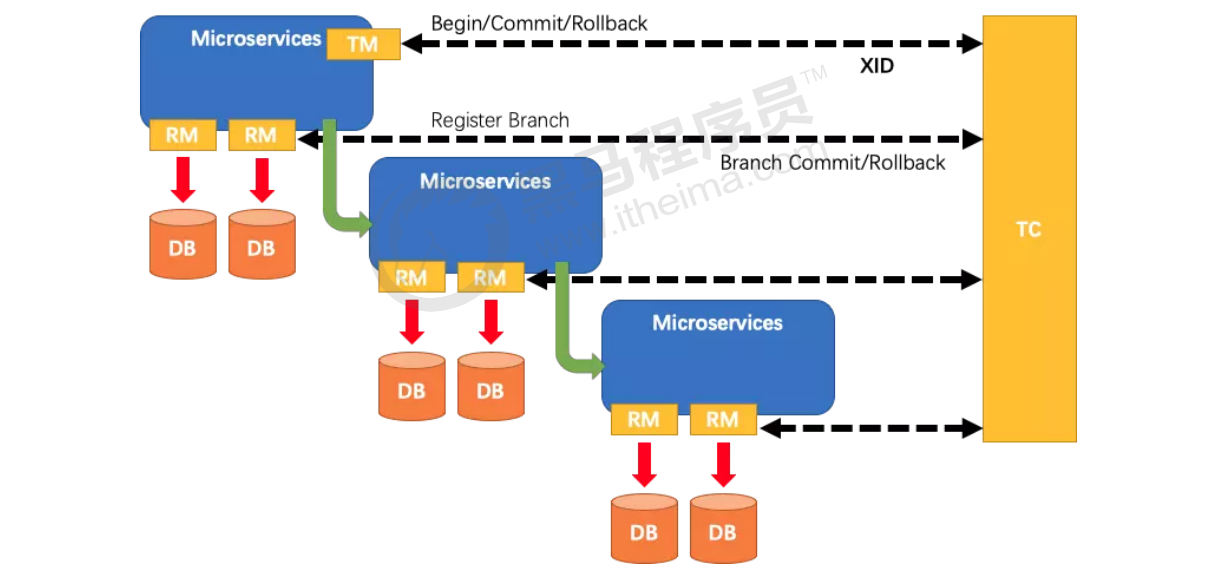 Begin/Commit/Rollback
Microservices
TM
XID
RM
RM
Register Branch
Branch Commit/Rollback
Microservices
DB
DB
TC
RM
RM
Microservices
DB
DB
RM
RM
DB
DB
黑马程序员™
www.itheima.com